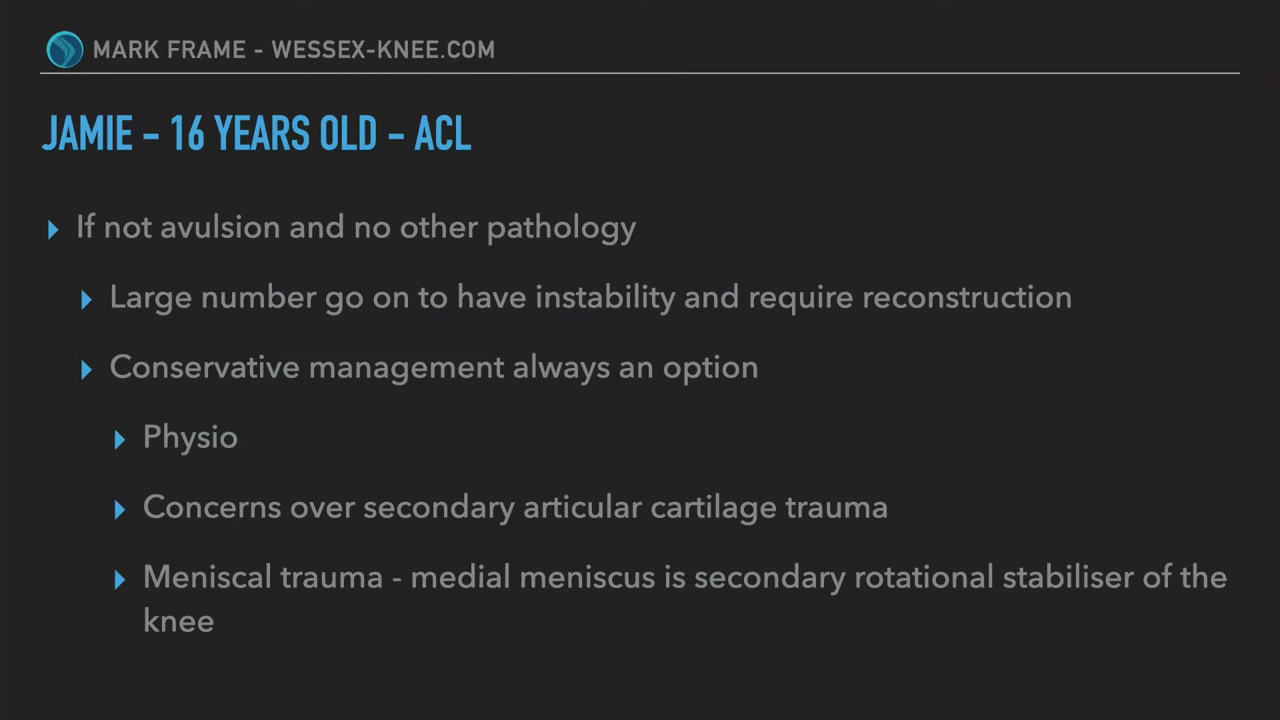 MARK FRAME - WESSEX-KNEE.COM
JAMIE – 16 YEARS OLD – ACL
If not avulsion and no other pathology
Large number go on to have instability and require reconstruction
Conservative management always an option
Physio
Concerns over secondary articular cartilage trauma
Meniscal trauma - medial meniscus is secondary rotational stabiliser of the
knee